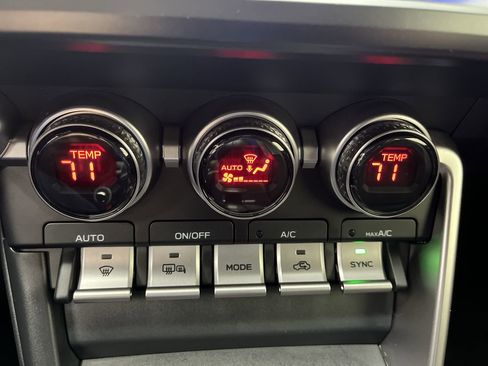 TEMP
71
AUTO
TEMP
71
AUTO
ON/OFF
A/C
MAX A/C
MODE
SYNC